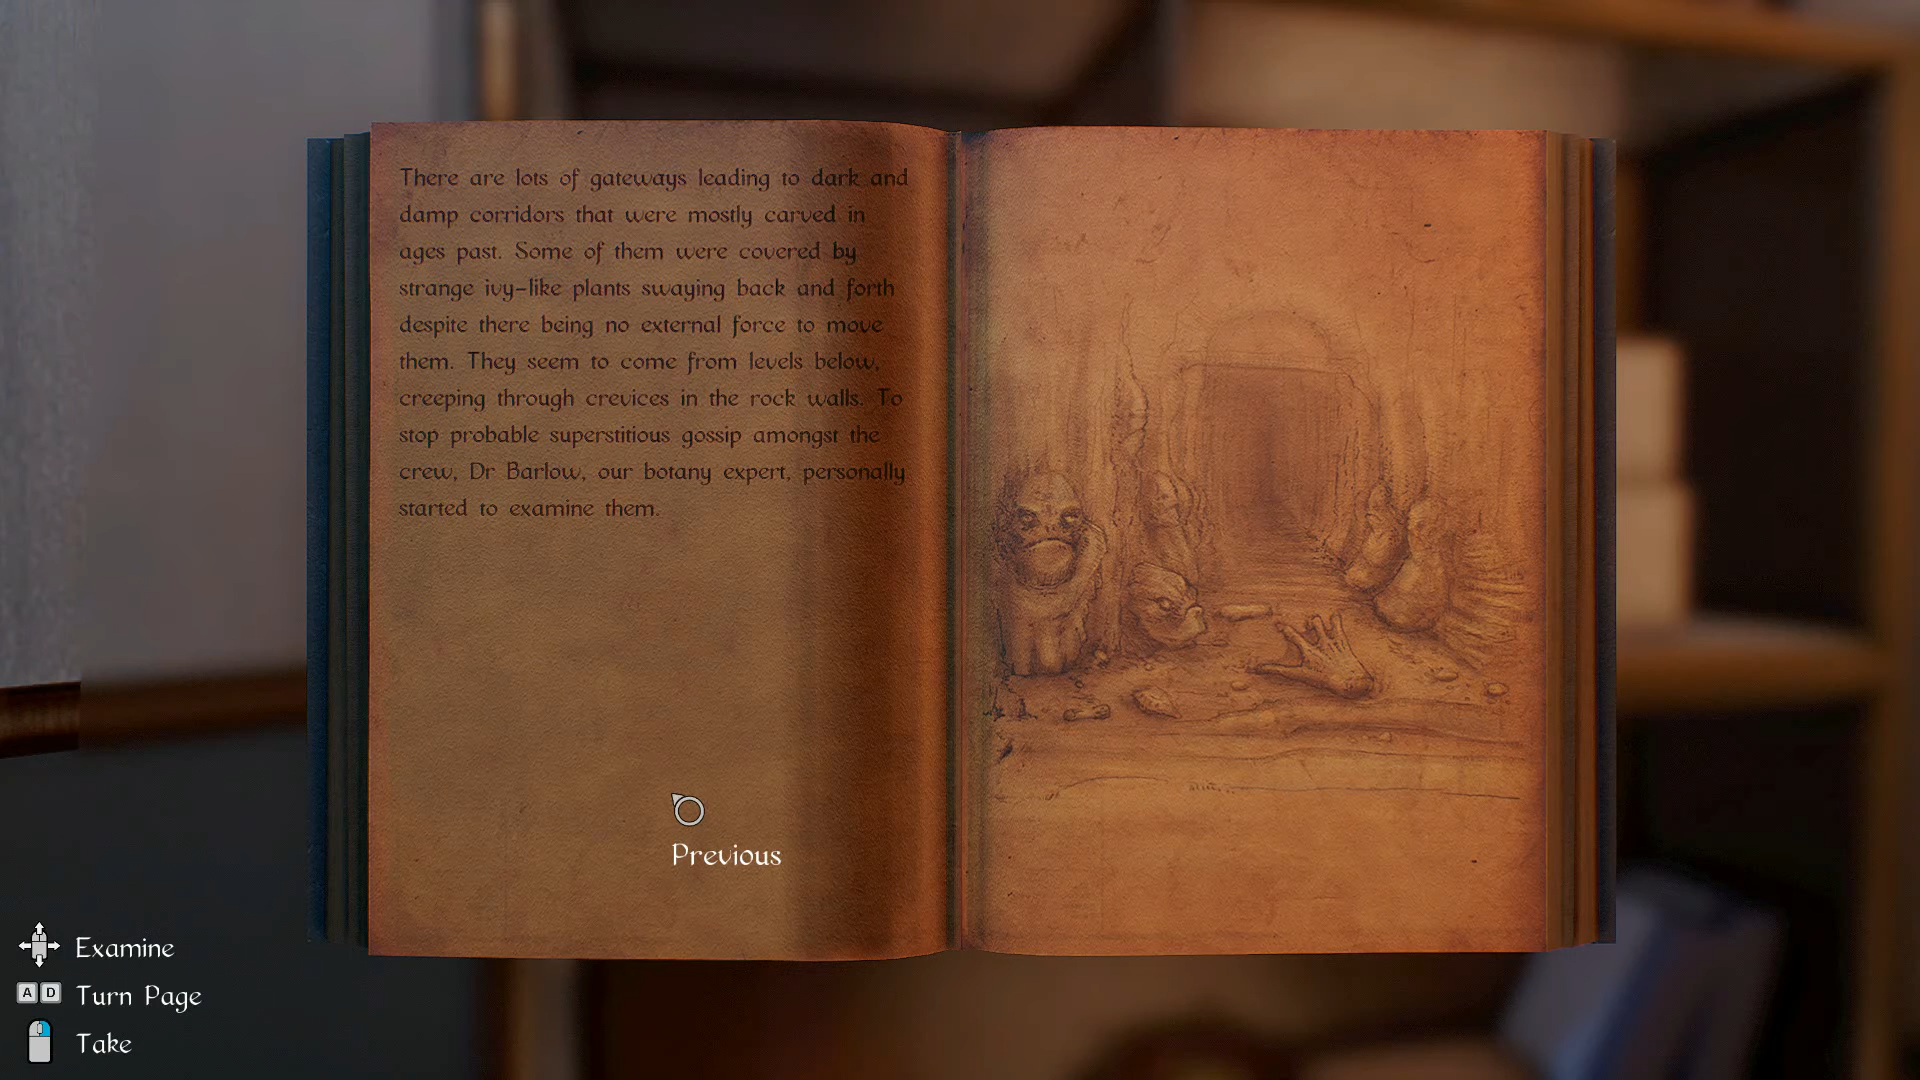 There are lots of gateways leading to dark and
damp corridors that were mostly carved in
ages past. Some of them were covered by
strange ivy-like plants swaying back and forth
despite there being no external force to move
them. They seem to come from levels below,
creeping through crevices in the rock walls. To
stop probable superstitious gossip amongst the
crew, Dr Barlow, our botany expert, personally
started to examine them.
Previous
Examine
A D Turn Page
Take